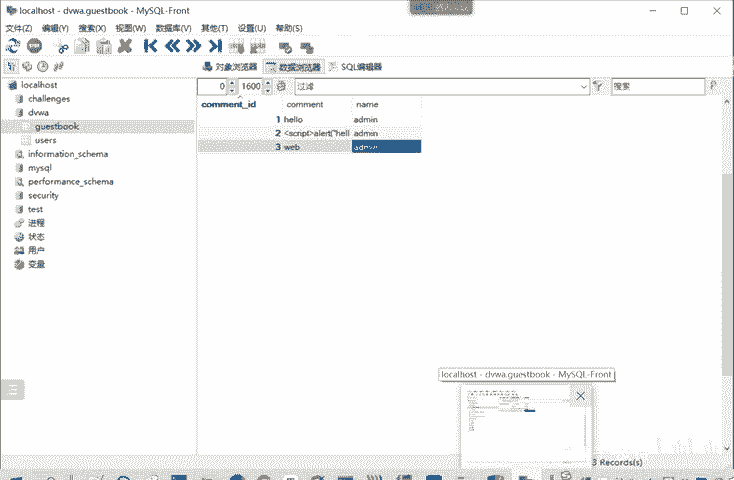 localhost - dvwa.guestbook - MySQL-Front
文件(Z) 编辑(Y) 搜索(X) 视图(W) 数据库(V) 其他(T) 设置(U) 帮助(S)
对象浏览器 数据浏览器 SQL编辑器
localhost
challenges
dvwa
guestbook
users
information_schema
mysql
performance_schema
security
test
进程
状态
用户
变量
0 1600 过滤 搜索
comment_id comment name
1 hello admin
2 <script>alert("hell admin
3 web admin
localhost - dvwa.guestbook - MySQL-Front
3 Record(s)